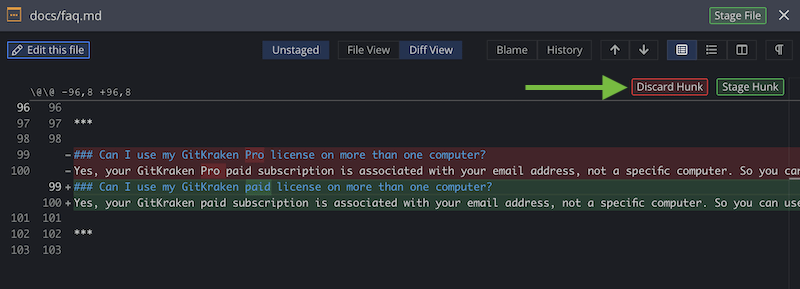 docs/faq.md Stage File
Edit this file Unstaged File View Diff View Blame History
\@\@ -96,8 +96,8 Discard Hunk Stage Hunk
96 96
97 97 ***
98 98
99 -### Can I use my GitKraken Pro license on more than one computer?
100 -Yes, your GitKraken Pro paid subscription is associated with your email address, not a specific computer. So you can
99 +### Can I use my GitKraken paid license on more than one computer?
100 +Yes, your GitKraken paid subscription is associated with your email address, not a specific computer. So you can use
101 101
102 102 ***
103 103